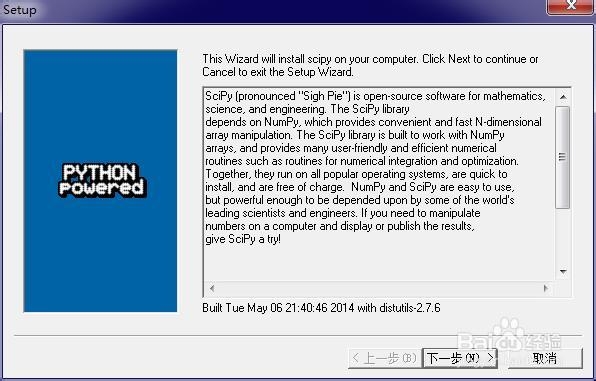 Setup
This Wizard will install scipy on your computer. Click Next to continue or
Cancel to exit the Setup Wizard.
SciPy (pronounced "Sigh Pie") is open-source software for mathematics,
science, and engineering. The SciPy library
depends on NumPy, which provides convenient and fast N-dimensional
array manipulation. The SciPy library is built to work with NumPy
arrays, and provides many user-friendly and efficient numerical
routines such as routines for numerical integration and optimization.
Together, they run on all popular operating systems, are quick to
install, and are free of charge.  NumPy and SciPy are easy to use,
but powerful enough to be depended upon by some of the world's
leading scientists and engineers. If you need to manipulate
numbers on a computer and display or publish the results,
give SciPy a try!
PYTHON
powered
Built Tue May 06 21:40:46 2014 with distutils-2.7.6
Baidu 经验
< 上一步(B)
下一步(N) >
取消